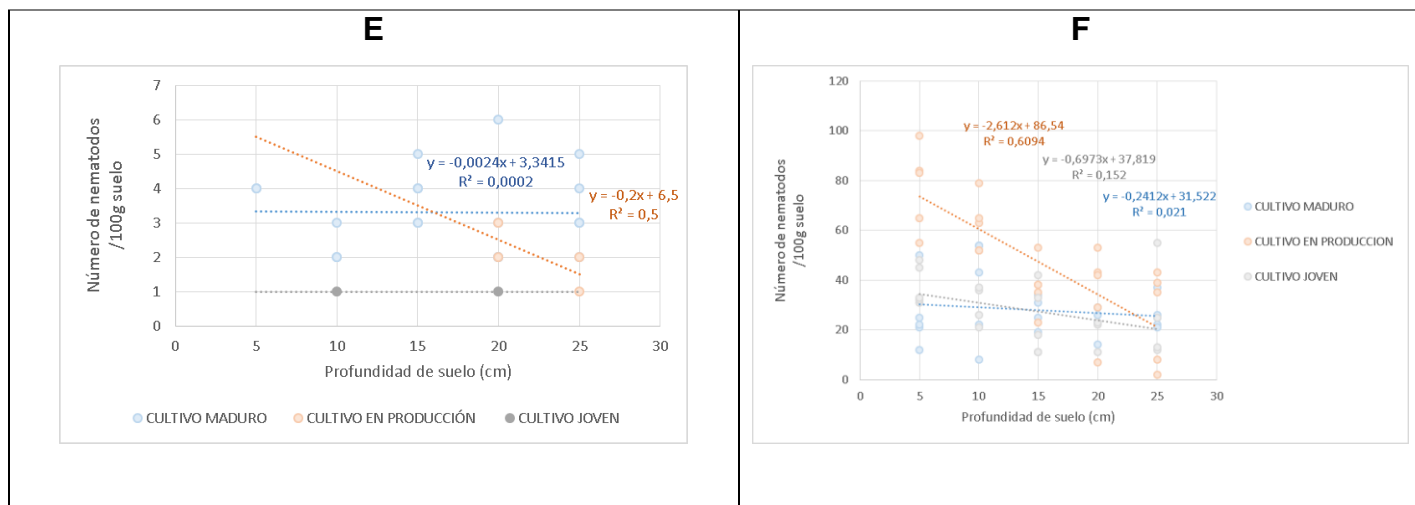 E
7
6
5
4
3
2
1
0
Número de nematodos
/100g suelo
y = -0,0024x + 3,3415
R² = 0,0002
y = -0,2x + 6,5
R² = 0,5
0 5 10 15 20 25 30
Profundidad de suelo (cm)
CULTIVO MADURO CULTIVO EN PRODUCCIÓN CULTIVO JOVEN
F
120
100
80
60
40
20
0
Número de nematodos
/100g suelo
y = -2,612x + 86,54
R² = 0,6094
y = -0,6973x + 37,819
R² = 0,152
y = -0,2412x + 31,522
R² = 0,021
0 5 10 15 20 25 30
Profundidad de suelo (cm)
CULTIVO MADURO
CULTIVO EN PRODUCCION
CULTIVO JOVEN